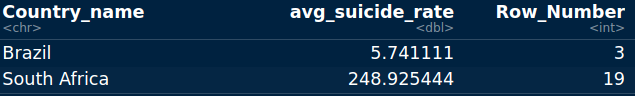 Country_name avg_suicide_rate Row_Number
<chr> <dbl> <int>
Brazil 5.741111 3
South Africa 248.925444 19